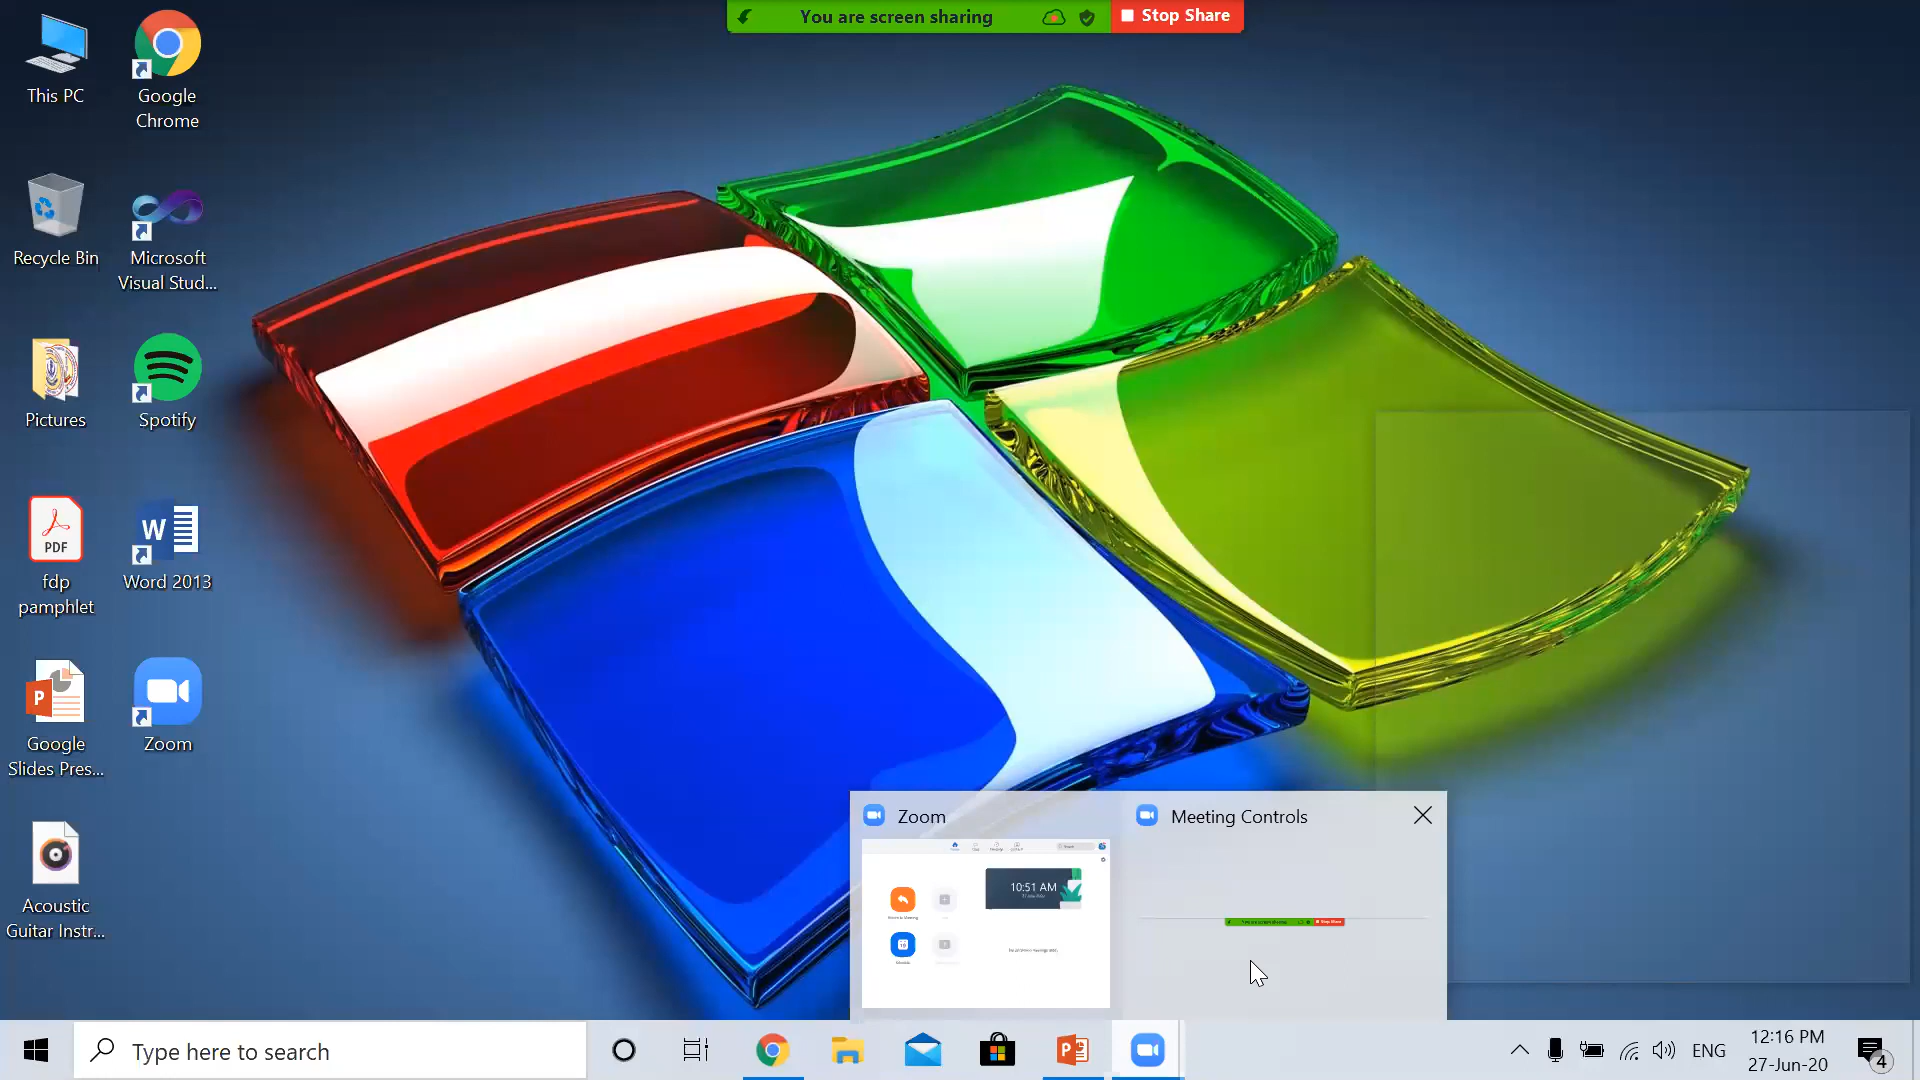 You are screen sharing
Stop Share
This PC
Google
Chrome
Recycle Bin
Microsoft
Visual Stud...
Pictures
Spotify
PDF
fdp
pamphlet
W
Word 2013
P
Google
Slides Pres...
Zoom
Acoustic
Guitar Instr...
Zoom
Meeting Controls
10:51 AM
Type here to search
P
ENG
12:16 PM
27-Jun-20
4